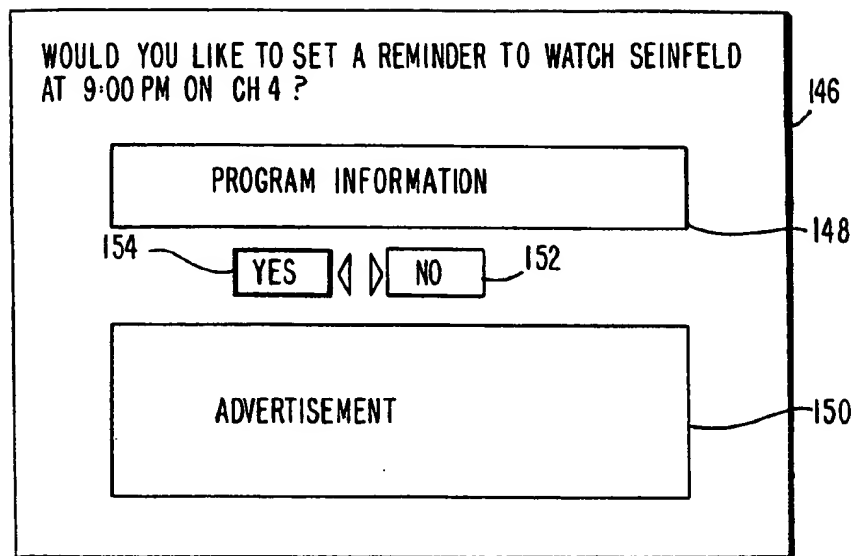 WOULD YOU LIKE TO SET A REMINDER TO WATCH SEINFELD
AT 9:00 PM ON CH 4 ?
146
PROGRAM INFORMATION
148
154
YES
NO
152
ADVERTISEMENT
150